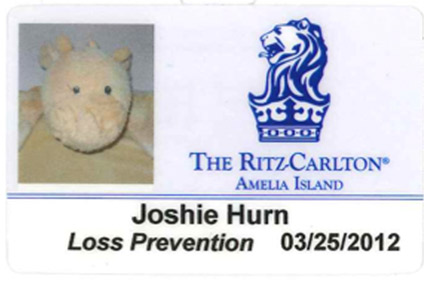 THE RITZ-CARLTON®
AMELIA ISLAND
Joshie Hurn
Loss Prevention 03/25/2012